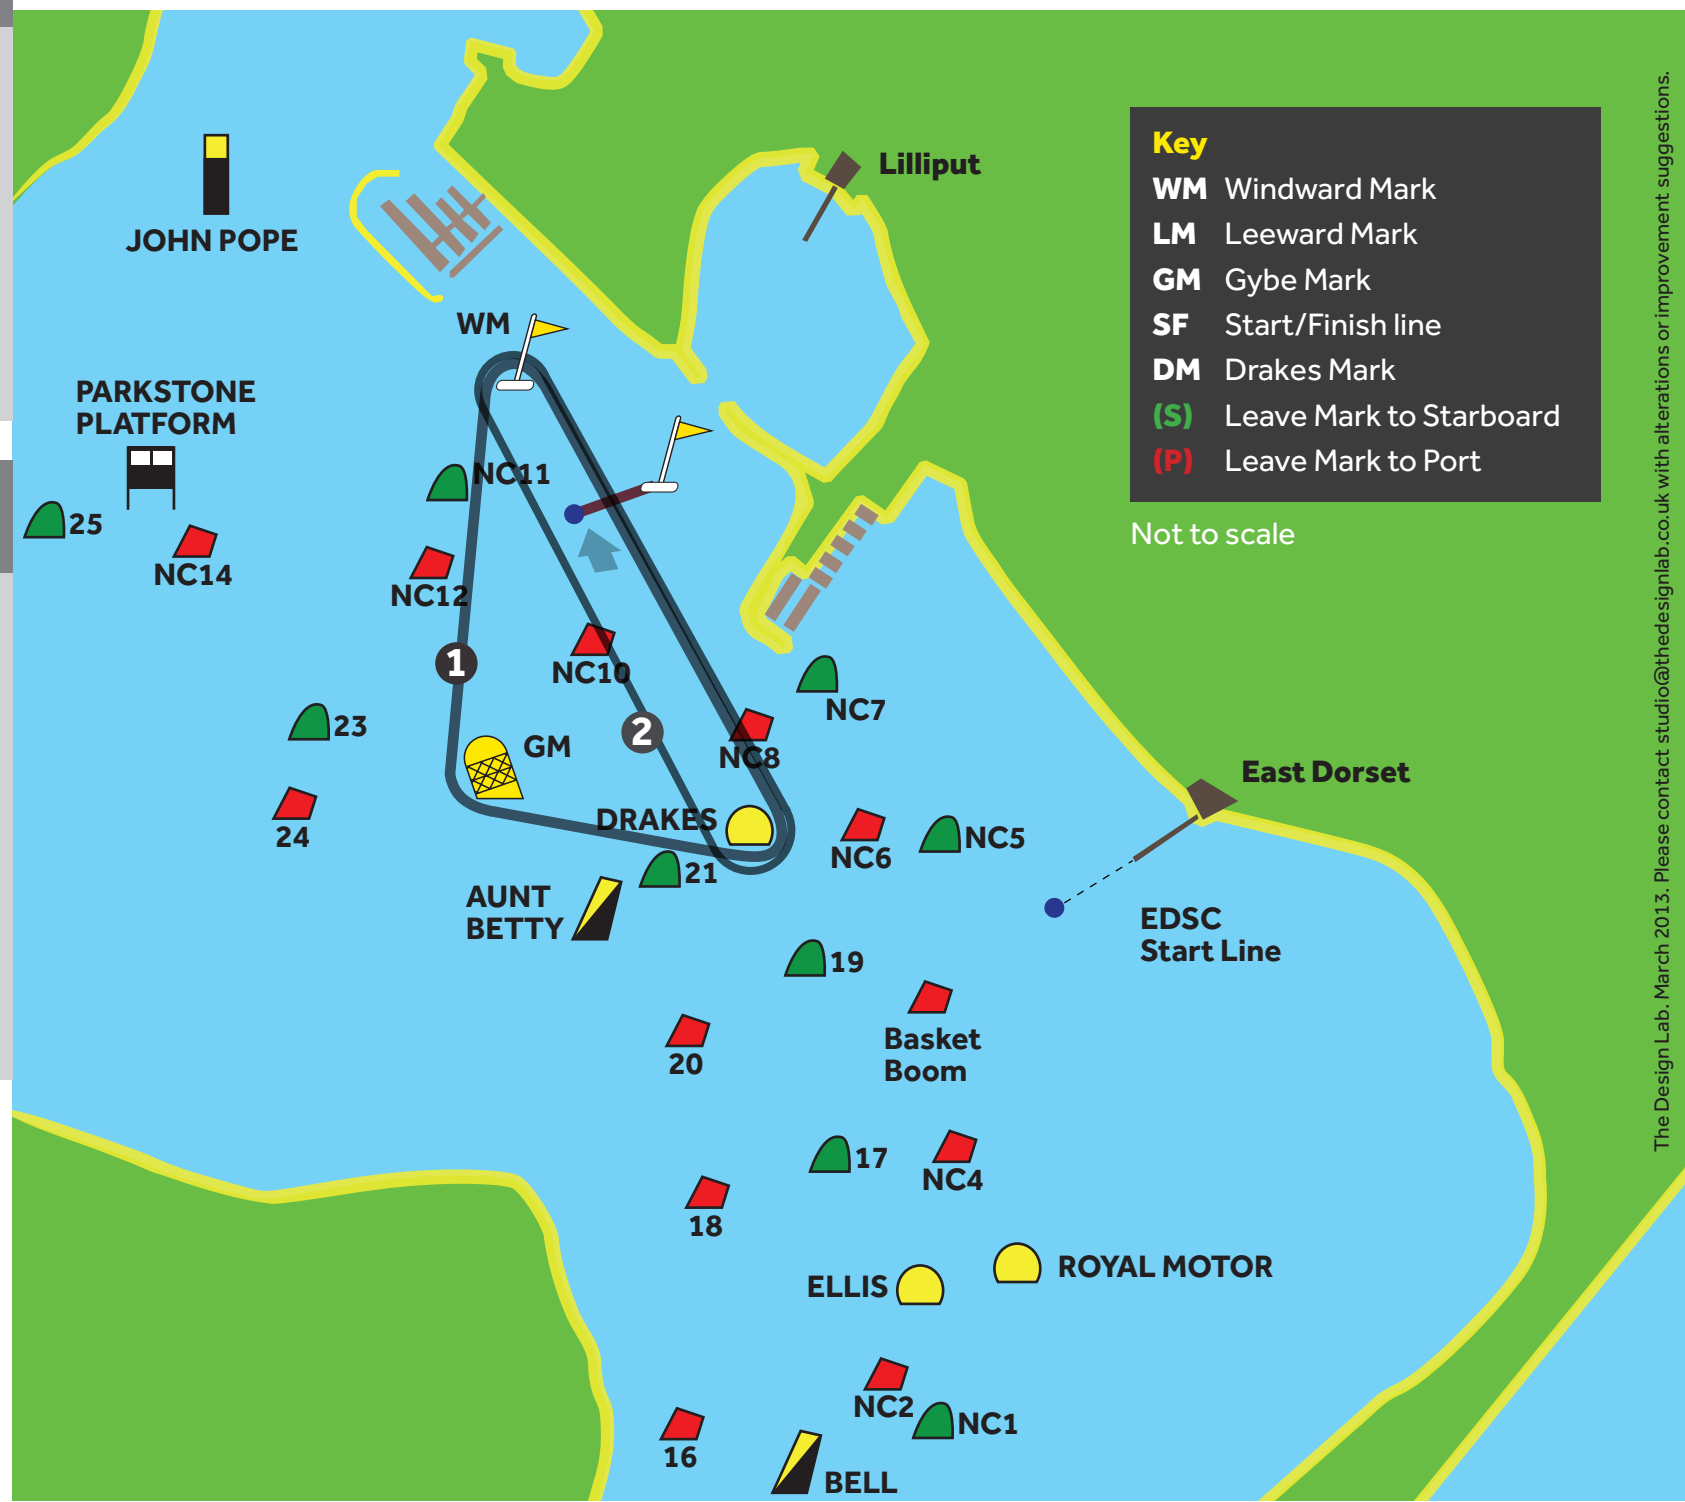 Lilliput
JOHN POPE
WM
PARKSTONE
PLATFORM
NC11
25
NC14
NC12
NC10
1
2
NC7
23
GM
NC8
24
DRAKES
NC6
NC5
21
AUNT
BETTY
East Dorset
EDSC
Start Line
19
Basket
Boom
20
17
NC4
18
ELLIS
ROYAL MOTOR
NC2
NC1
16
BELL
Key
WM Windward Mark
LM Leeward Mark
GM Gybe Mark
SF Start/Finish line
DM Drakes Mark
(S) Leave Mark to Starboard
(P) Leave Mark to Port
Not to scale
The Design Lab. March 2013. Please contact studio@thedesignlab.co.uk with alterations or improvement suggestions.